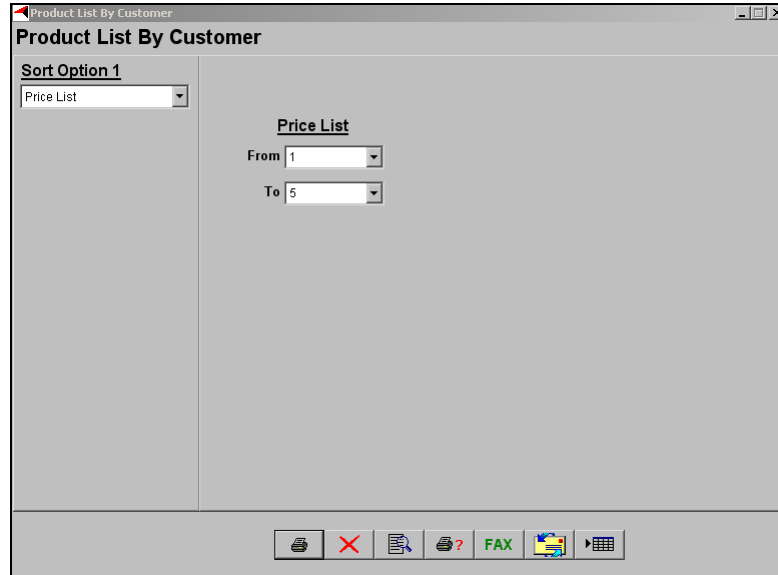 Product List By Customer
Product List By Customer
Sort Option 1
Price List
Price List
From 1
To 5
? FAX